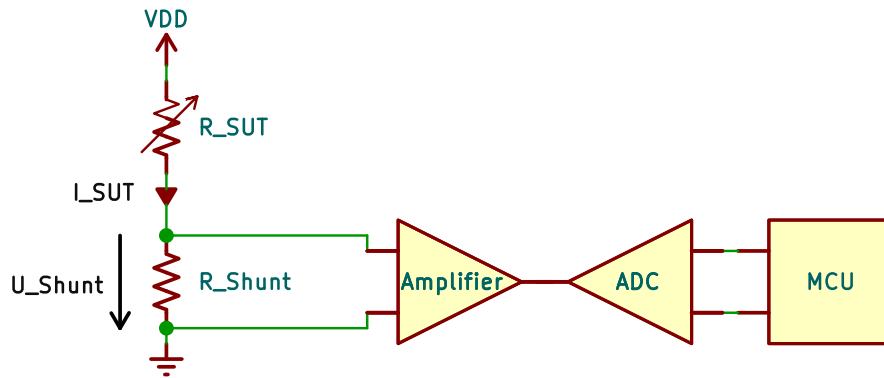 VDD
R_SUT
I_SUT
U_Shunt
R_Shunt
Amplifier
ADC
MCU